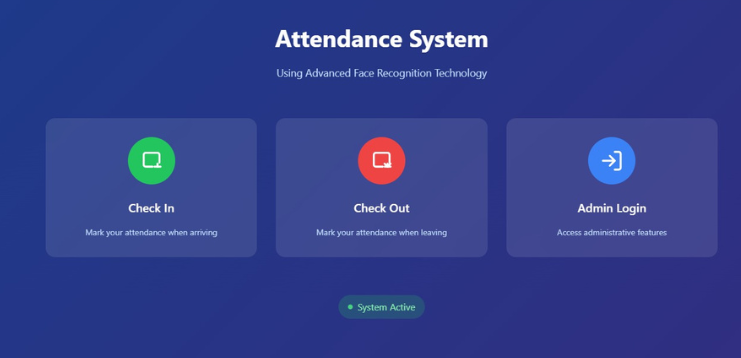 Attendance System
Using Advanced Face Recognition Technology
Check In
Mark your attendance when arriving
Check Out
Mark your attendance when leaving
Admin Login
Access administrative features
System Active